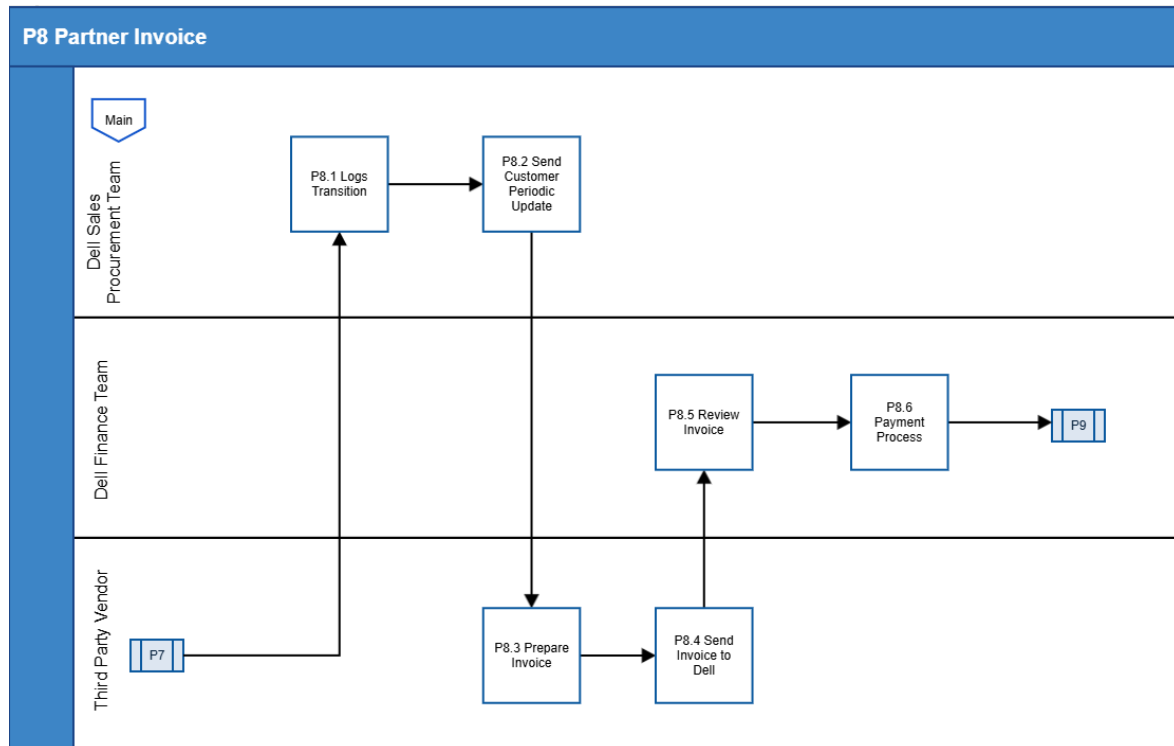 P8 Partner Invoice
Main
Dell Sales
Procurement Team
P8.1 Logs
Transition
P8.2 Send
Customer
Periodic
Update
Dell Finance Team
P8.5 Review
Invoice
P8.6
Payment
Process
P9
Third Party Vendor
P7
P8.3 Prepare
Invoice
P8.4 Send
Invoice to
Dell